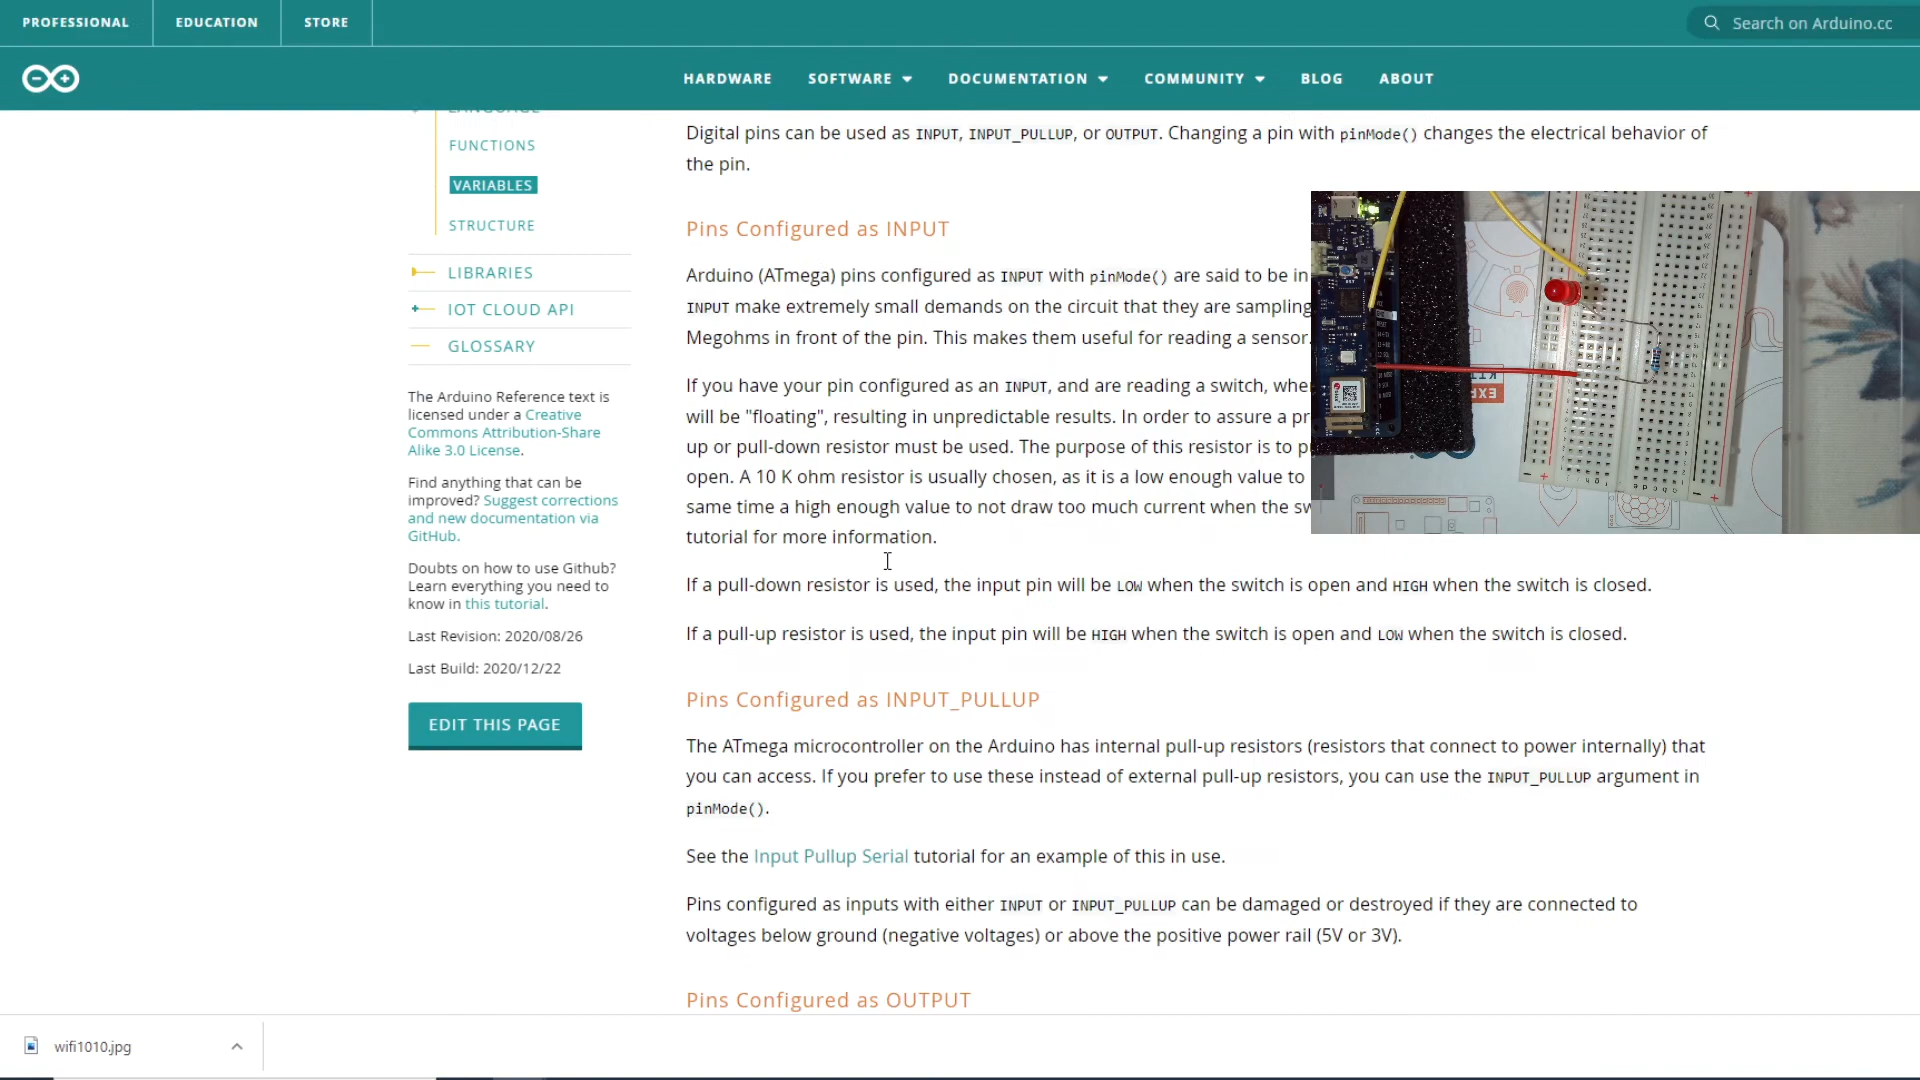 PROFESSIONAL
EDUCATION
STORE
Search on Arduino.cc
HARDWARE
SOFTWARE
DOCUMENTATION
COMMUNITY
BLOG
ABOUT
LANGUAGE
FUNCTIONS
VARIABLES
STRUCTURE
LIBRARIES
IOT CLOUD API
GLOSSARY
The Arduino Reference text is
licensed under a Creative
Commons Attribution-Share
Alike 3.0 License.
Find anything that can be
improved? Suggest corrections
and new documentation via
GitHub.
Doubts on how to use Github?
Learn everything you need to
know in this tutorial.
Last Revision: 2020/08/26
Last Build: 2020/12/22
EDIT THIS PAGE
Digital pins can be used as INPUT, INPUT_PULLUP, or OUTPUT. Changing a pin with pinMode() changes the electrical behavior of
the pin.
Pins Configured as INPUT
Arduino (ATmega) pins configured as INPUT with pinMode() are said to be in
INPUT make extremely small demands on the circuit that they are sampling
Megohms in front of the pin. This makes them useful for reading a sensor.
If you have your pin configured as an INPUT, and are reading a switch, whe
will be "floating", resulting in unpredictable results. In order to assure a pr
up or pull-down resistor must be used. The purpose of this resistor is to p
open. A 10 K ohm resistor is usually chosen, as it is a low enough value to
same time a high enough value to not draw too much current when the sw
tutorial for more information.
If a pull-down resistor is used, the input pin will be LOW when the switch is open and HIGH when the switch is closed.
If a pull-up resistor is used, the input pin will be HIGH when the switch is open and LOW when the switch is closed.
Pins Configured as INPUT_PULLUP
The ATmega microcontroller on the Arduino has internal pull-up resistors (resistors that connect to power internally) that
you can access. If you prefer to use these instead of external pull-up resistors, you can use the INPUT_PULLUP argument in
pinMode().
See the Input Pullup Serial tutorial for an example of this in use.
Pins configured as inputs with either INPUT or INPUT_PULLUP can be damaged or destroyed if they are connected to
voltages below ground (negative voltages) or above the positive power rail (5V or 3V).
Pins Configured as OUTPUT
wifi1010.jpg